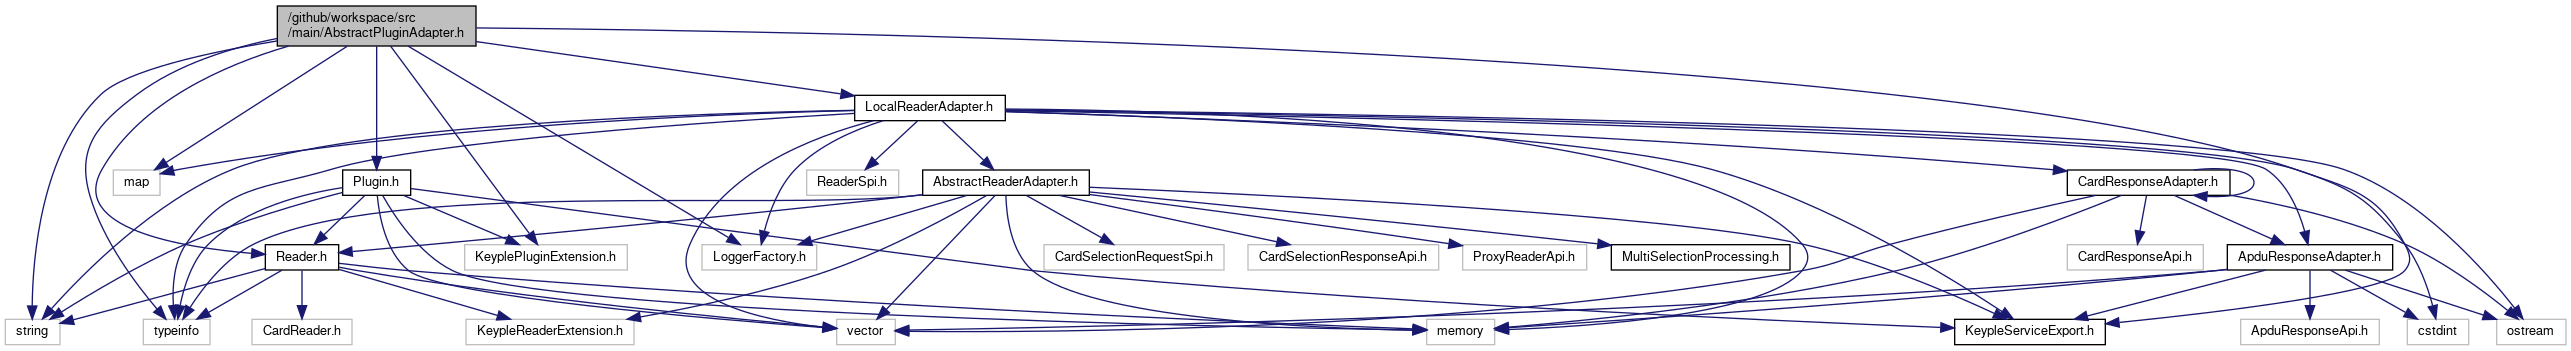 /github/workspace/src
/main/AbstractPluginAdapter.h
LocalReaderAdapter.h
map
Plugin.h
ReaderSpi.h
AbstractReaderAdapter.h
CardResponseAdapter.h
Reader.h
KeyplePluginExtension.h
LoggerFactory.h
CardSelectionRequestSpi.h
CardSelectionResponseApi.h
ProxyReaderApi.h
MultiSelectionProcessing.h
CardResponseApi.h
ApduResponseAdapter.h
string
typeinfo
CardReader.h
KeypleReaderExtension.h
vector
memory
KeypleServiceExport.h
ApduResponseApi.h
cstdint
ostream